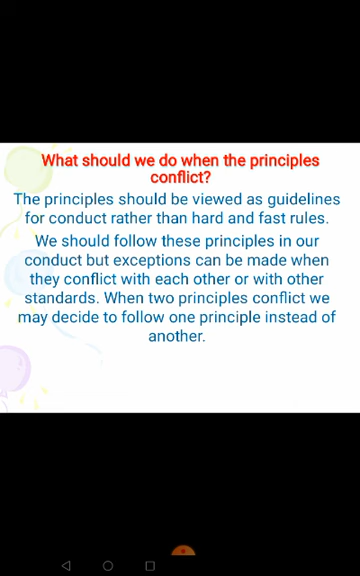 What should we do when the principles
conflict?
The principles should be viewed as guidelines
for conduct rather than hard and fast rules.
We should follow these principles in our
conduct but exceptions can be made when
they conflict with each other or with other
standards. When two principles conflict we
may decide to follow one principle instead of
another.